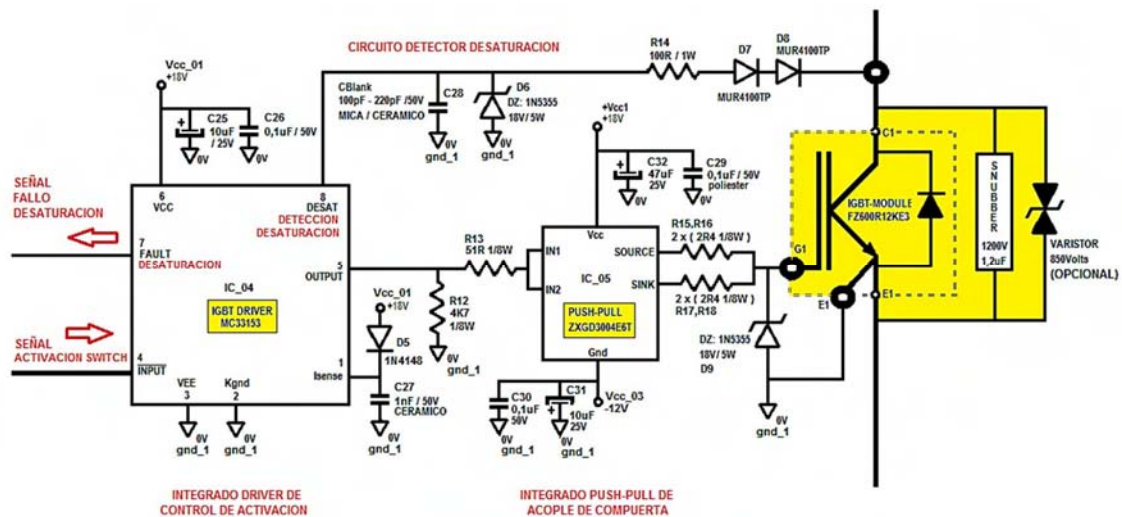 CIRCUITO DETECTOR DESATURACION
Vcc_01
+18V
C25
10uF
/ 25V
C26
0,1uF / 50V
0V
0V
gnd_1
CBlank
100pF - 220pF /50V
MICA / CERAMICO
C28
0V
gnd_1
D6
DZ: 1N5355
18V/ 5W
0V
gnd_1
R14
100R / 1W
D7
MUR4100TP
D8
MUR4100TP
+Vcc1
+18V
C32
47uF
25V
C29
0,1uF / 50V
poliester
0V
0V
gnd_1
SEÑAL
FALLO
DESATURACION
SEÑAL
ACTIVACION SWITCH
6
VCC
8
DESAT
DETECCION
DESATURACION
7
FAULT
DESATURACION
5
OUTPUT
IC_04
IGBT DRIVER
MC33153
4
INPUT
1
Isense
VEE
3
Kgnd
2
0V
gnd_1
0V
gnd_1
Vcc_01
+18V
D5
1N4148
C27
1nF / 50V
CERAMICO
0V
gnd_1
R12
4K7
1/8W
0V
gnd_1
R13
51R 1/8W
IN1
IN2
Vcc
SOURCE
SINK
IC_05
PUSH-PULL
ZXGD3004E6T
Gnd
C30
0,1uF
50V
0V
gnd_1
C31
10uF
25V
0V
Vcc_03
-12V
R15,R16
2 x ( 2R4 1/8W )
2 x (2R4 1/8W )
R17,R18
DZ: 1N5355
18V/ 5W
D9
0V
gnd_1
G1
C1
E1
E1
IGBT-MODULE
FZ600R12KE3
SNUBBER
1200V
1,2uF
VARISTOR
850Volts
(OPCIONAL)
INTEGRADO DRIVER DE
CONTROL DE ACTIVACION
INTEGRADO PUSH-PULL DE
ACOPLE DE COMPUERTA